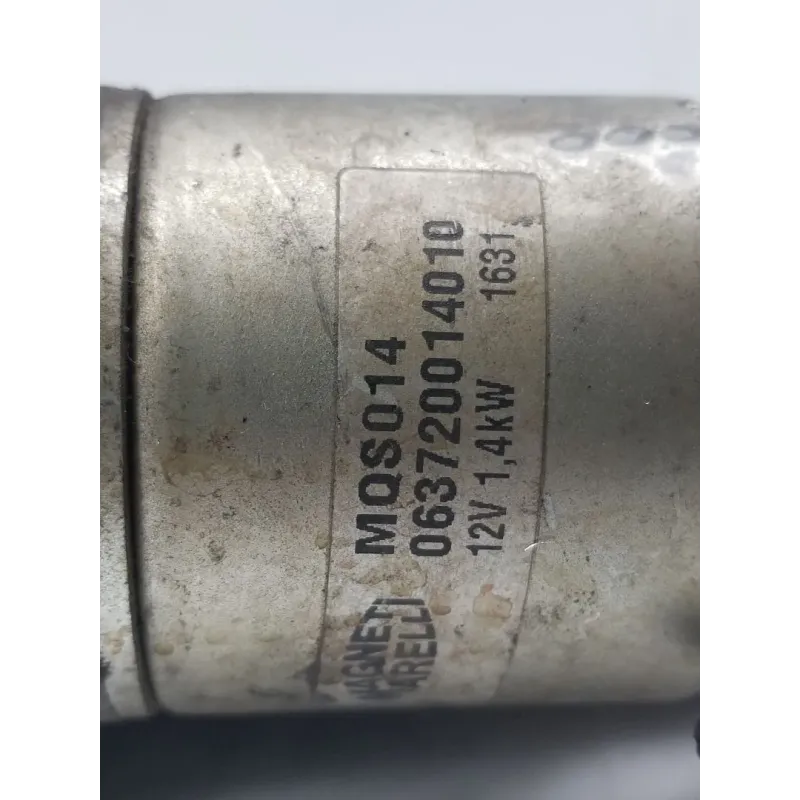 MAGNETI
MARELLI
MQS014
063720014010
12V 1,4kW 1631